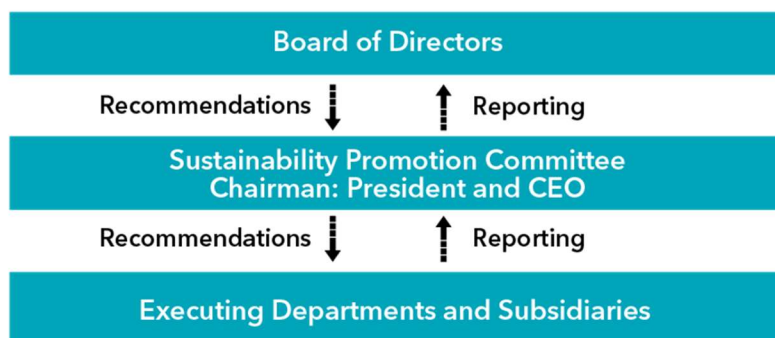 Board of Directors
Recommendations
Reporting
Sustainability Promotion Committee
Chairman: President and CEO
Recommendations
Reporting
Executing Departments and Subsidiaries